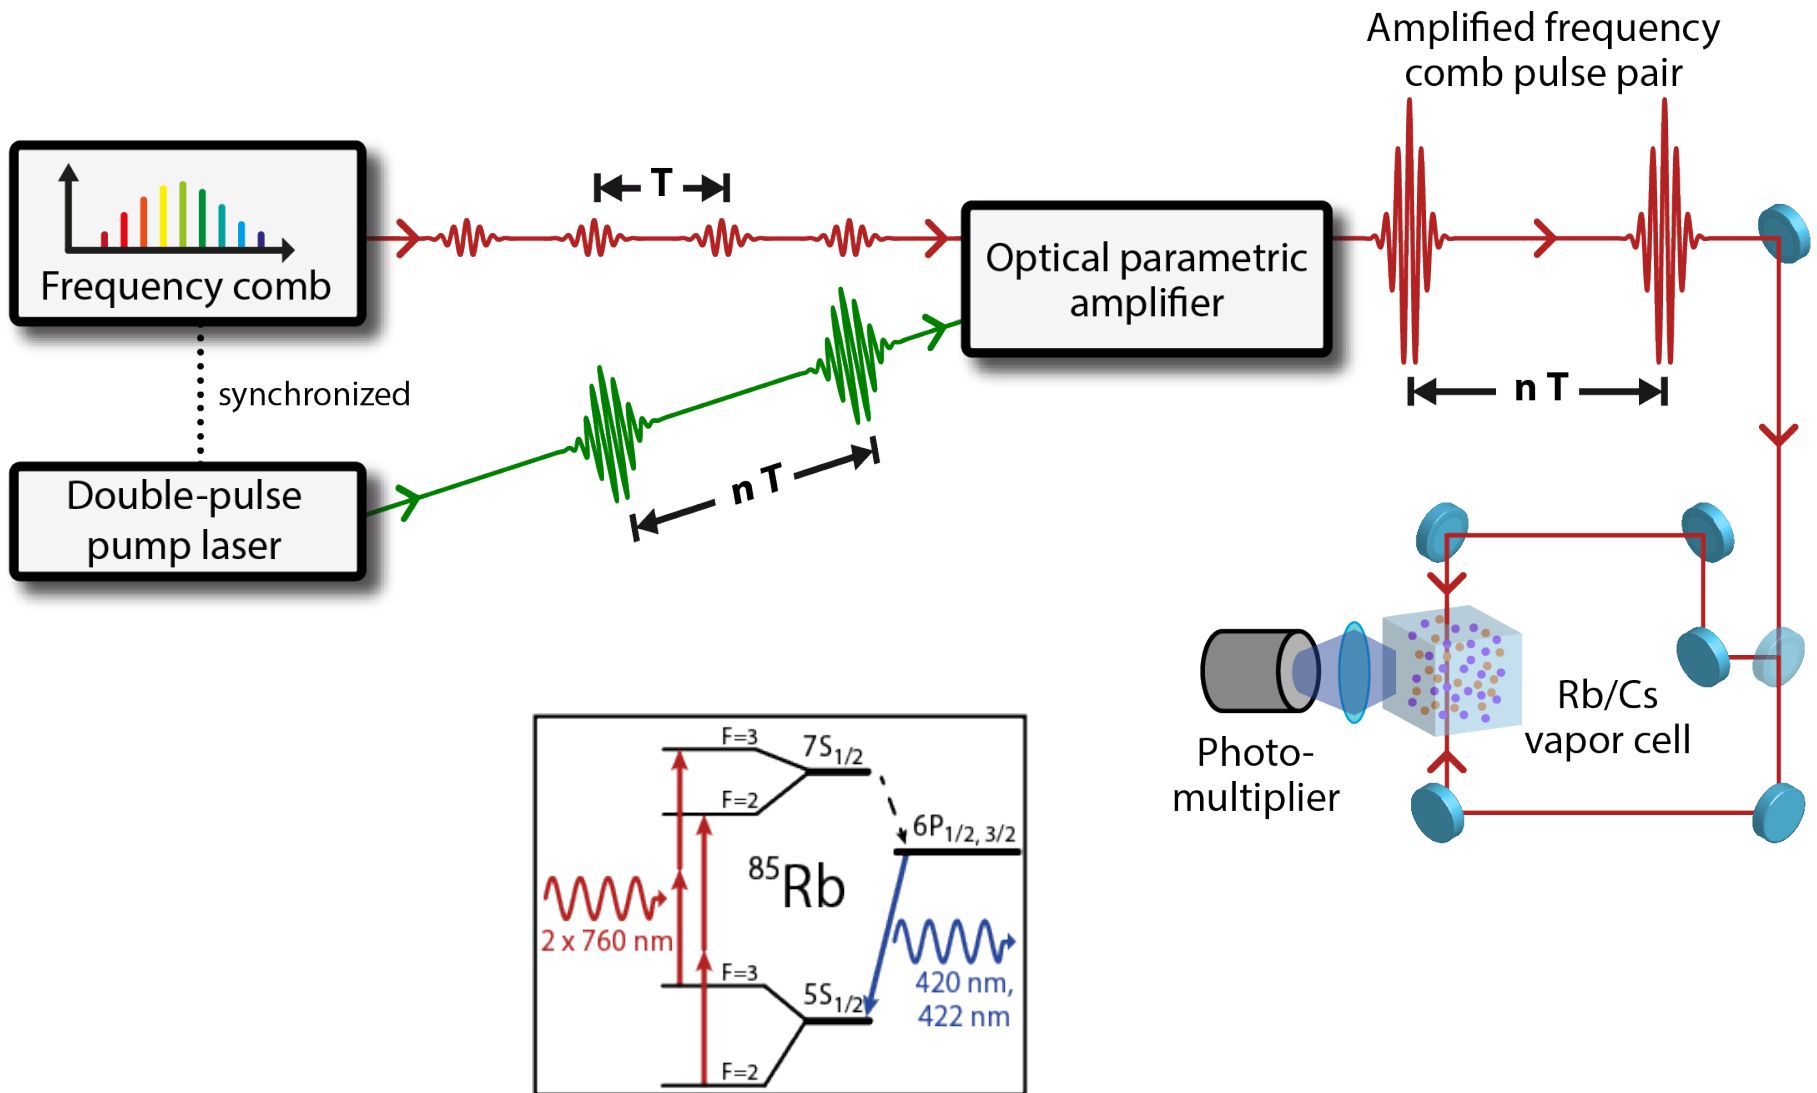 Amplified frequency
comb pulse pair
T
Frequency comb
Optical parametric
amplifier
synchronized
n T
n T
Double-pulse
pump laser
Rb/Cs
vapor cell
Photo-
multiplier
F=3
7S1/2
F=2
6P1/2, 3/2
85Rb
2 x 760 nm
F=3
5S1/2
420 nm,
422 nm
F=2